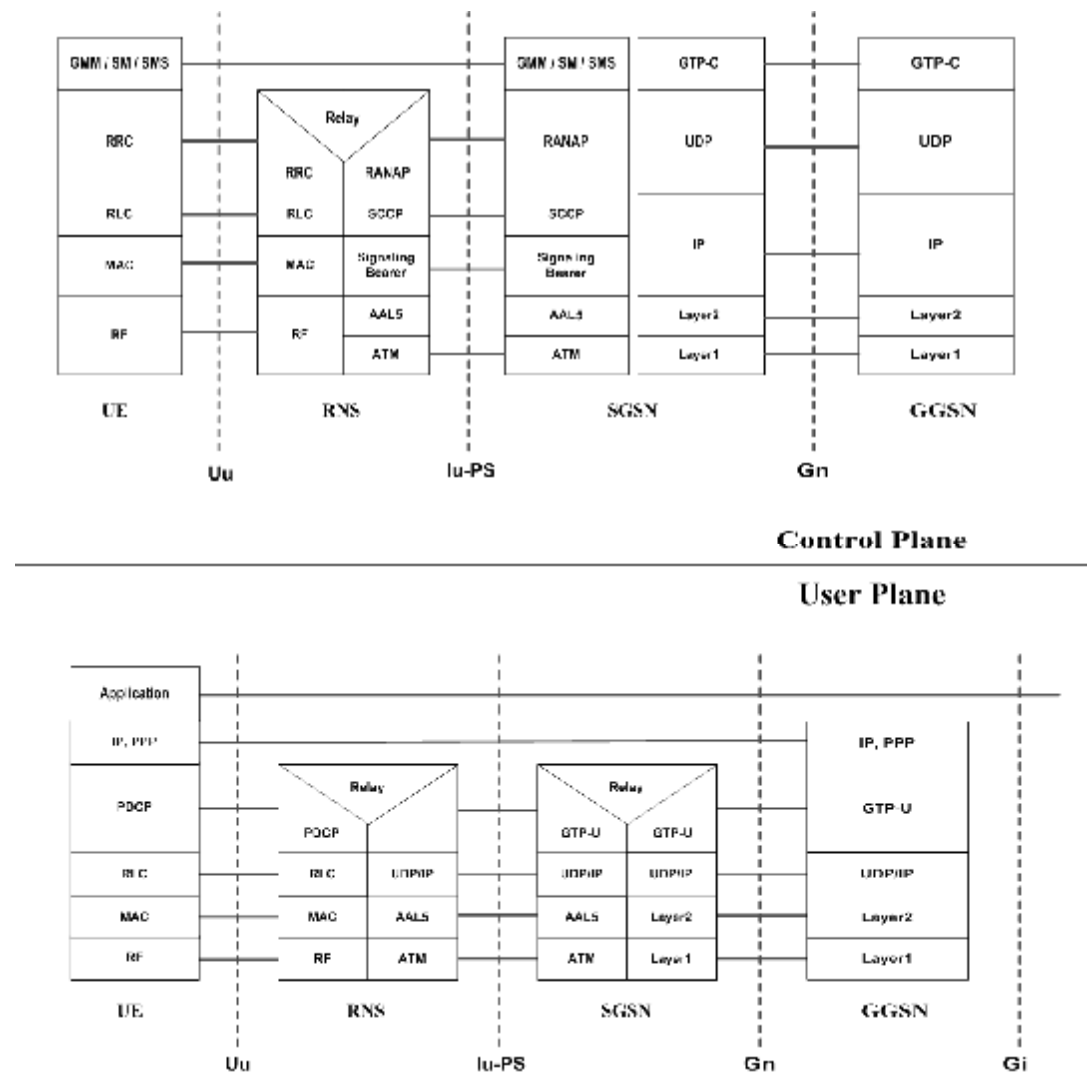 GMM / SM / SMS
GMM / SM / SMS
GTP-C
GTP-C
Relay
RRC
RANAP
UDP
UDP
RRC
RANAP
RLC
RLC
SCCP
SCCP
IP
IP
MAC
MAC
Signaling
Bearer
Signaling
Bearer
RF
RF
AAL5
AAL5
Layer2
Layer2
ATM
ATM
Layer1
Layer1
UE
RNS
SGSN
GGSN
Uu
Iu-PS
Gn
Control Plane
User Plane
Application
IP, PPP
IP, PPP
Relay
Relay
PDCP
GTP-U
PDCP
GTP-U
GTP-U
RLC
RLC
UDP/IP
UDP/IP
UDP/IP
UDP/IP
MAC
MAC
AAL5
AAL5
Layer2
Layer2
RF
RF
ATM
ATM
Layer1
Layer1
UE
RNS
SGSN
GGSN
Uu
Iu-PS
Gn
Gi